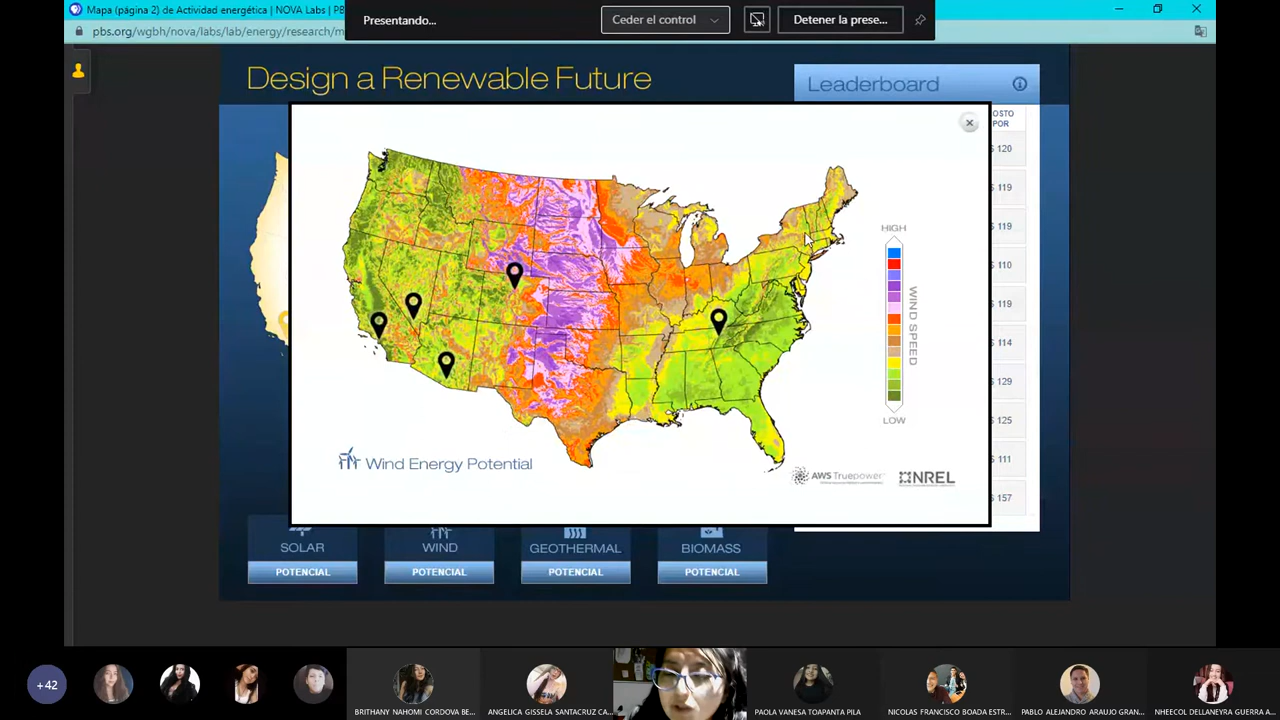 Mapa (página 2) de Actividad energética | NOVA Labs | PB
Presentando...
Ceder el control
Detener la prese...
pbs.org/wgbh/nova/labs/lab/energy/research/m
Design a Renewable Future
Leaderboard
OSTO
POR
$ 120
$ 119
$ 119
$ 110
$ 119
$ 114
$ 129
$ 125
$ 111
$ 157
HIGH
WIND SPEED
LOW
Wind Energy Potential
AWS Truepower
NREL
SOLAR
WIND
GEOTHERMAL
BIOMASS
POTENCIAL
POTENCIAL
POTENCIAL
POTENCIAL
+42
BRITHANY NAHOMI CORDOVA BE...
ANGELICA GISSELA SANTACRUZ CA...
PAOLA VANESA TOAPANTA PILA
NICOLAS FRANCISCO BOADA ESTR...
PABLO ALEJANDRO ARAUJO GRAN...
NHEECOL DELLANEYRA GUERRA A...